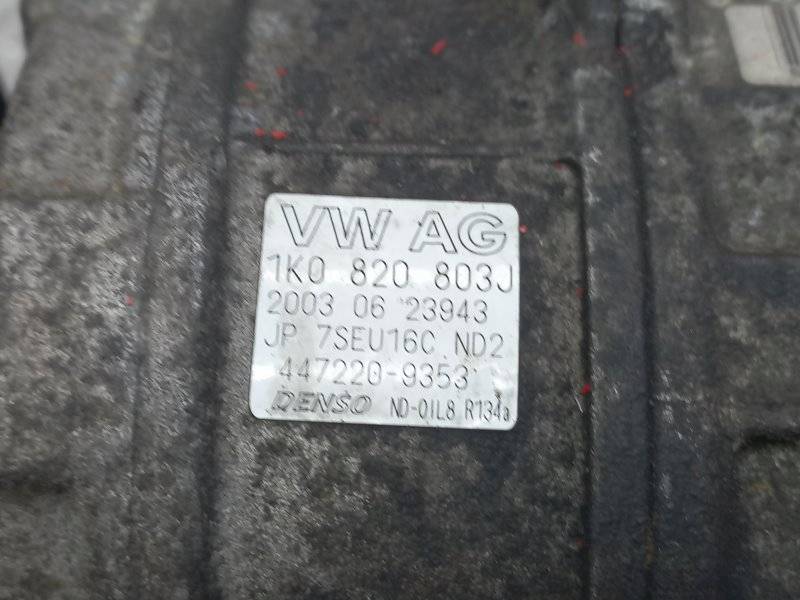 VW AG
1K0 820 803J
2003 06 23943
JP 7SEU16C ND2
447220-9353
DENSO ND-OIL8 R134a